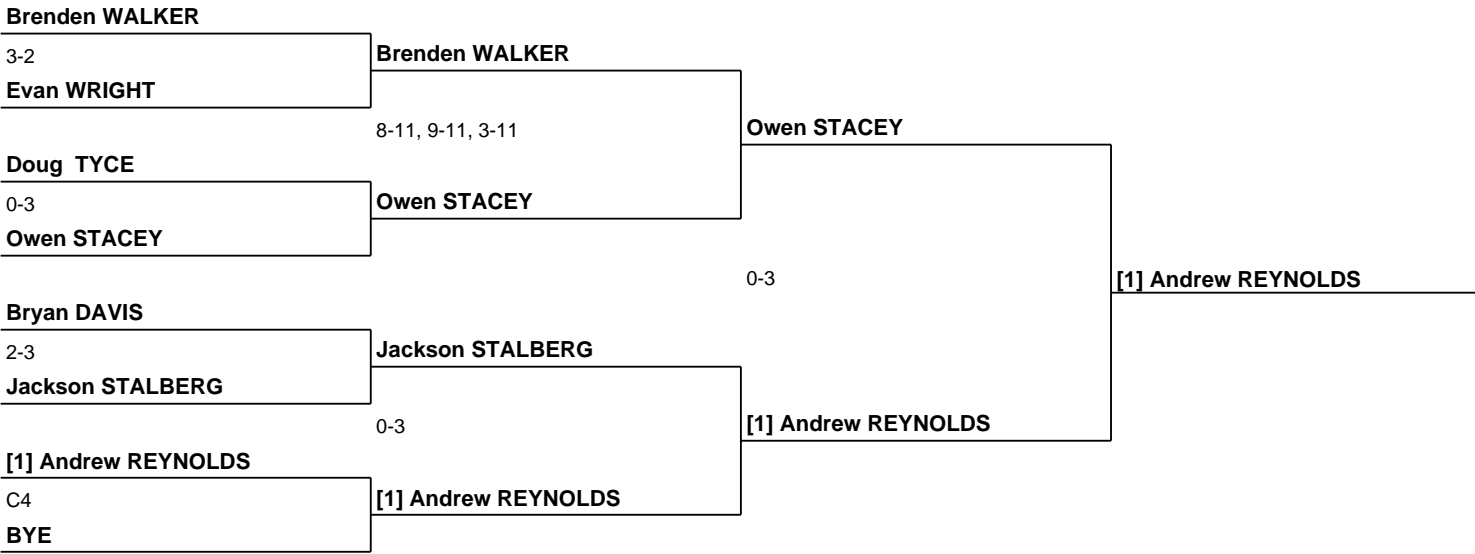 Brenden WALKER
3-2
Brenden WALKER
Evan WRIGHT
8-11, 9-11, 3-11
Owen STACEY
Doug  TYCE
0-3
Owen STACEY
Owen STACEY
0-3
[1] Andrew REYNOLDS
Bryan DAVIS
2-3
Jackson STALBERG
Jackson STALBERG
0-3
[1] Andrew REYNOLDS
[1] Andrew REYNOLDS
C4
[1] Andrew REYNOLDS
BYE